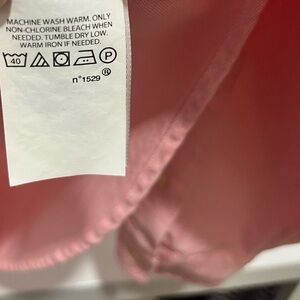 MACHINE WASH WARM. ONLY
NON-CHLORINE BLEACH WHEN
NEEDED. TUMBLE DRY LOW.
WARM IRON IF NEEDED.
40 P
n°1529 ®